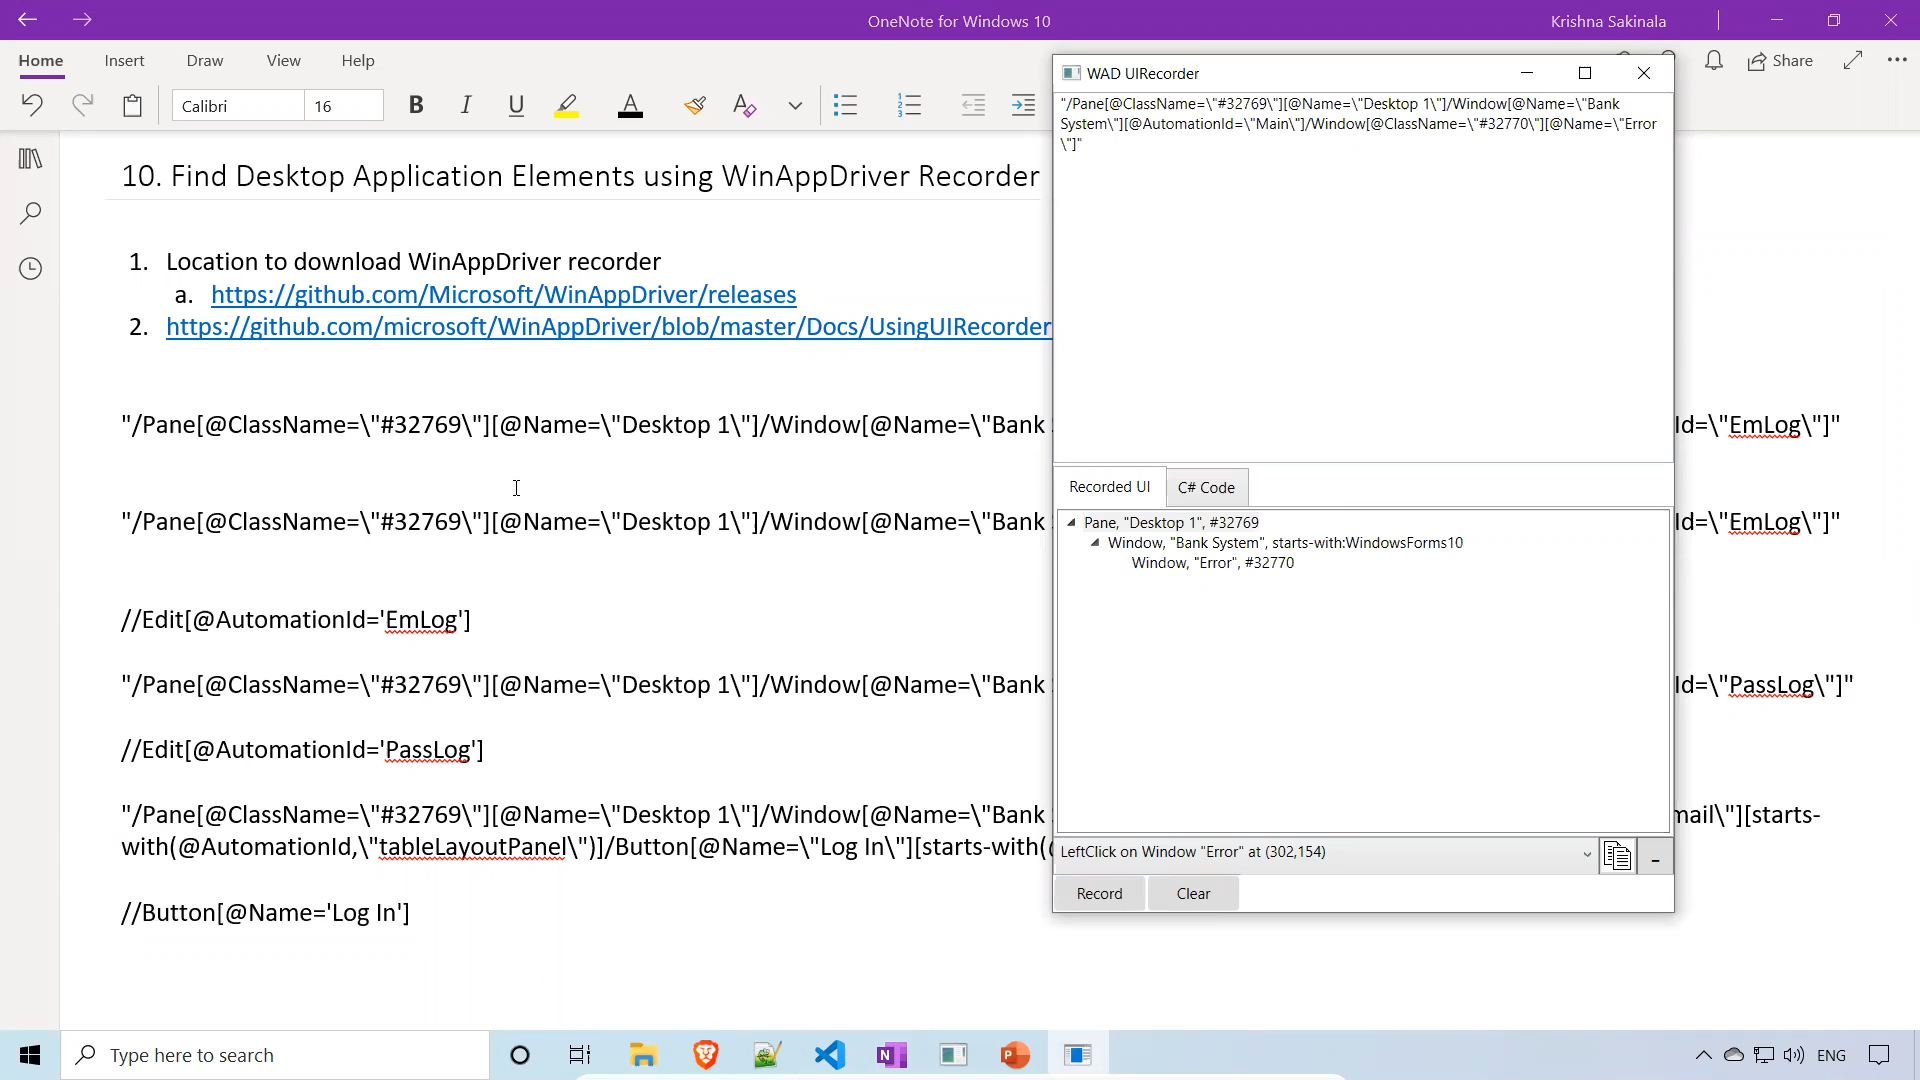 OneNote for Windows 10
Krishna Sakinala
Home
Insert
Draw
View
Help
Share
Calibri
16
B
I
U
A
A
10. Find Desktop Application Elements using WinAppDriver Recorder
1. Location to download WinAppDriver recorder
a. https://github.com/Microsoft/WinAppDriver/releases
2. https://github.com/microsoft/WinAppDriver/blob/master/Docs/UsingUIRecorder
"/Pane[@ClassName=\"#32769\"][@Name=\"Desktop 1\"]/Window[@Name=\"Bank
Id=\"EmLog\"]"
"/Pane[@ClassName=\"#32769\"][@Name=\"Desktop 1\"]/Window[@Name=\"Bank
Id=\"EmLog\"]"
//Edit[@AutomationId='EmLog']
"/Pane[@ClassName=\"#32769\"][@Name=\"Desktop 1\"]/Window[@Name=\"Bank
Id=\"PassLog\"]"
//Edit[@AutomationId='PassLog']
"/Pane[@ClassName=\"#32769\"][@Name=\"Desktop 1\"]/Window[@Name=\"Bank
mail\"][starts-
with(@AutomationId,\"tableLayoutPanel\")]/Button[@Name=\"Log In\"][starts-with(
//Button[@Name='Log In']
WAD UIRecorder
"/Pane[@ClassName=\"#32769\"][@Name=\"Desktop 1\"]/Window[@Name=\"Bank
System\"][@AutomationId=\"Main\"]/Window[@ClassName=\"#32770\"][@Name=\"Error
\"]"
Recorded UI
C# Code
Pane, "Desktop 1", #32769
Window, "Bank System", starts-with:WindowsForms10
Window, "Error", #32770
LeftClick on Window "Error" at (302,154)
Record
Clear
Type here to search
ENG